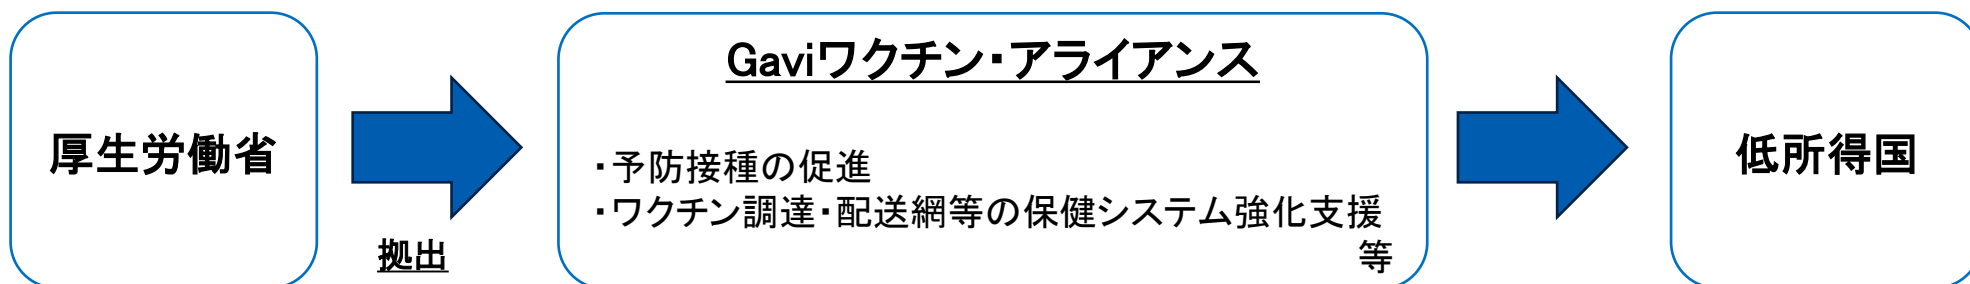 厚生労働省
拠出
Gaviワクチン・アライアンス
・予防接種の促進
・ワクチン調達・配送網等の保健システム強化支援
等
低所得国